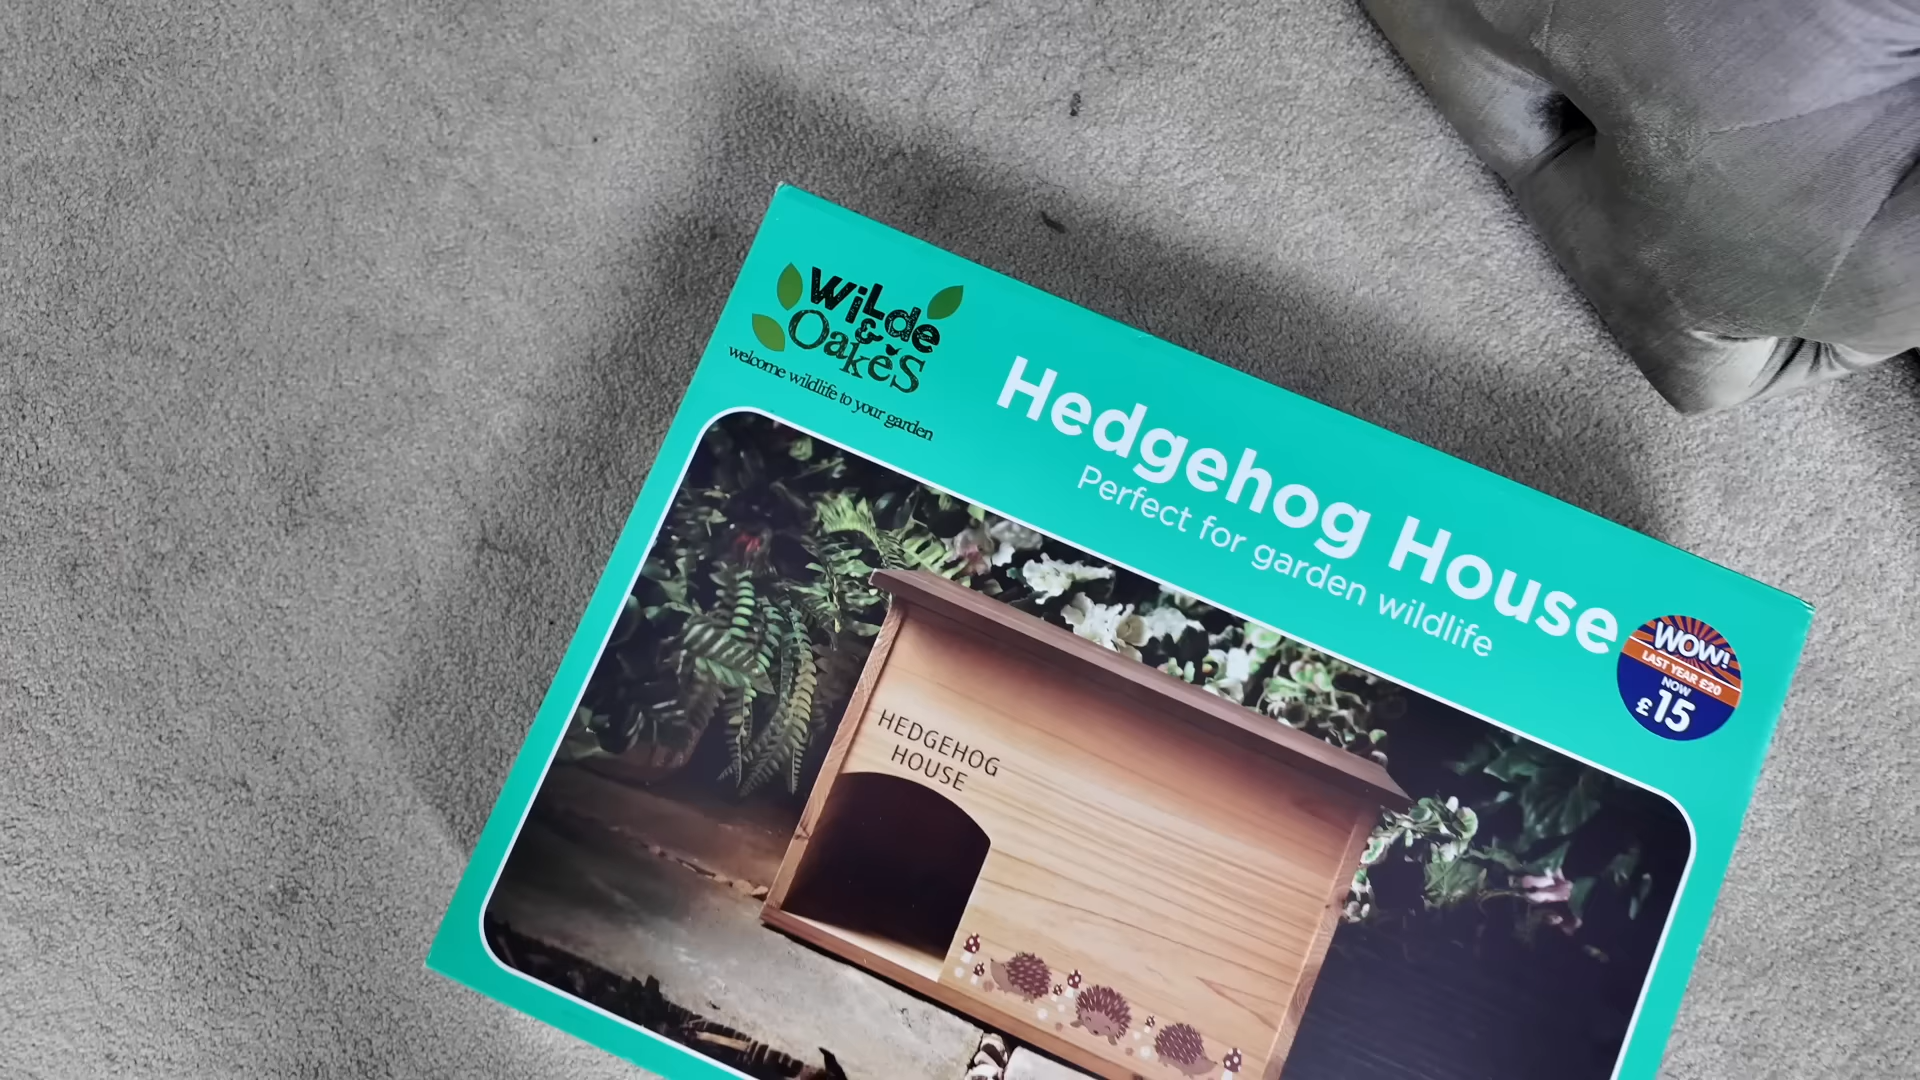 WiLde
&
Oakes
welcome wildlife to your garden
Hedgehog House
Perfect for garden wildlife
WOW!
LAST YEAR £20
NOW
£15
HEDGEHOG
HOUSE